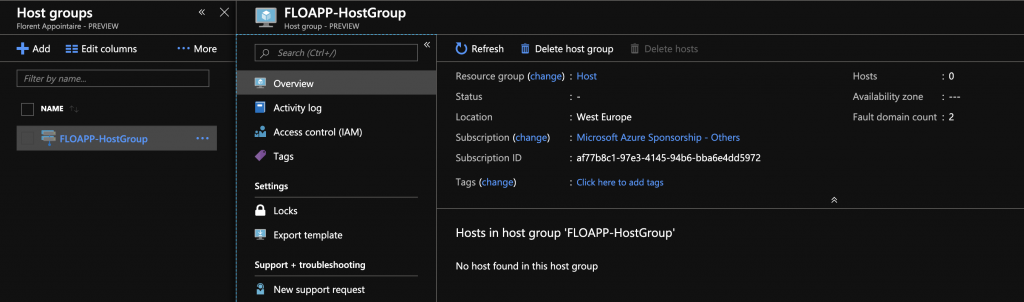 Host groups
Florent Appointaire - PREVIEW
« ×
+ Add Edit columns ··· More
Filter by name...
NAME ↑↓
FLOAPP-HostGroup ···
FLOAPP-HostGroup
Host group - PREVIEW
Search (Ctrl+/)
«
Overview
Activity log
Access control (IAM)
Tags
Settings
Locks
Export template
Support + troubleshooting
New support request
Refresh Delete host group Delete hosts
Resource group (change) : Host
Status : -
Location : West Europe
Subscription (change) : Microsoft Azure Sponsorship - Others
Subscription ID : af77b8c1-97e3-4145-94b6-bba6e4dd5972
Tags (change) : Click here to add tags
Hosts : 0
Availability zone : ---
Fault domain count : 2
Hosts in host group 'FLOAPP-HostGroup'
No host found in this host group